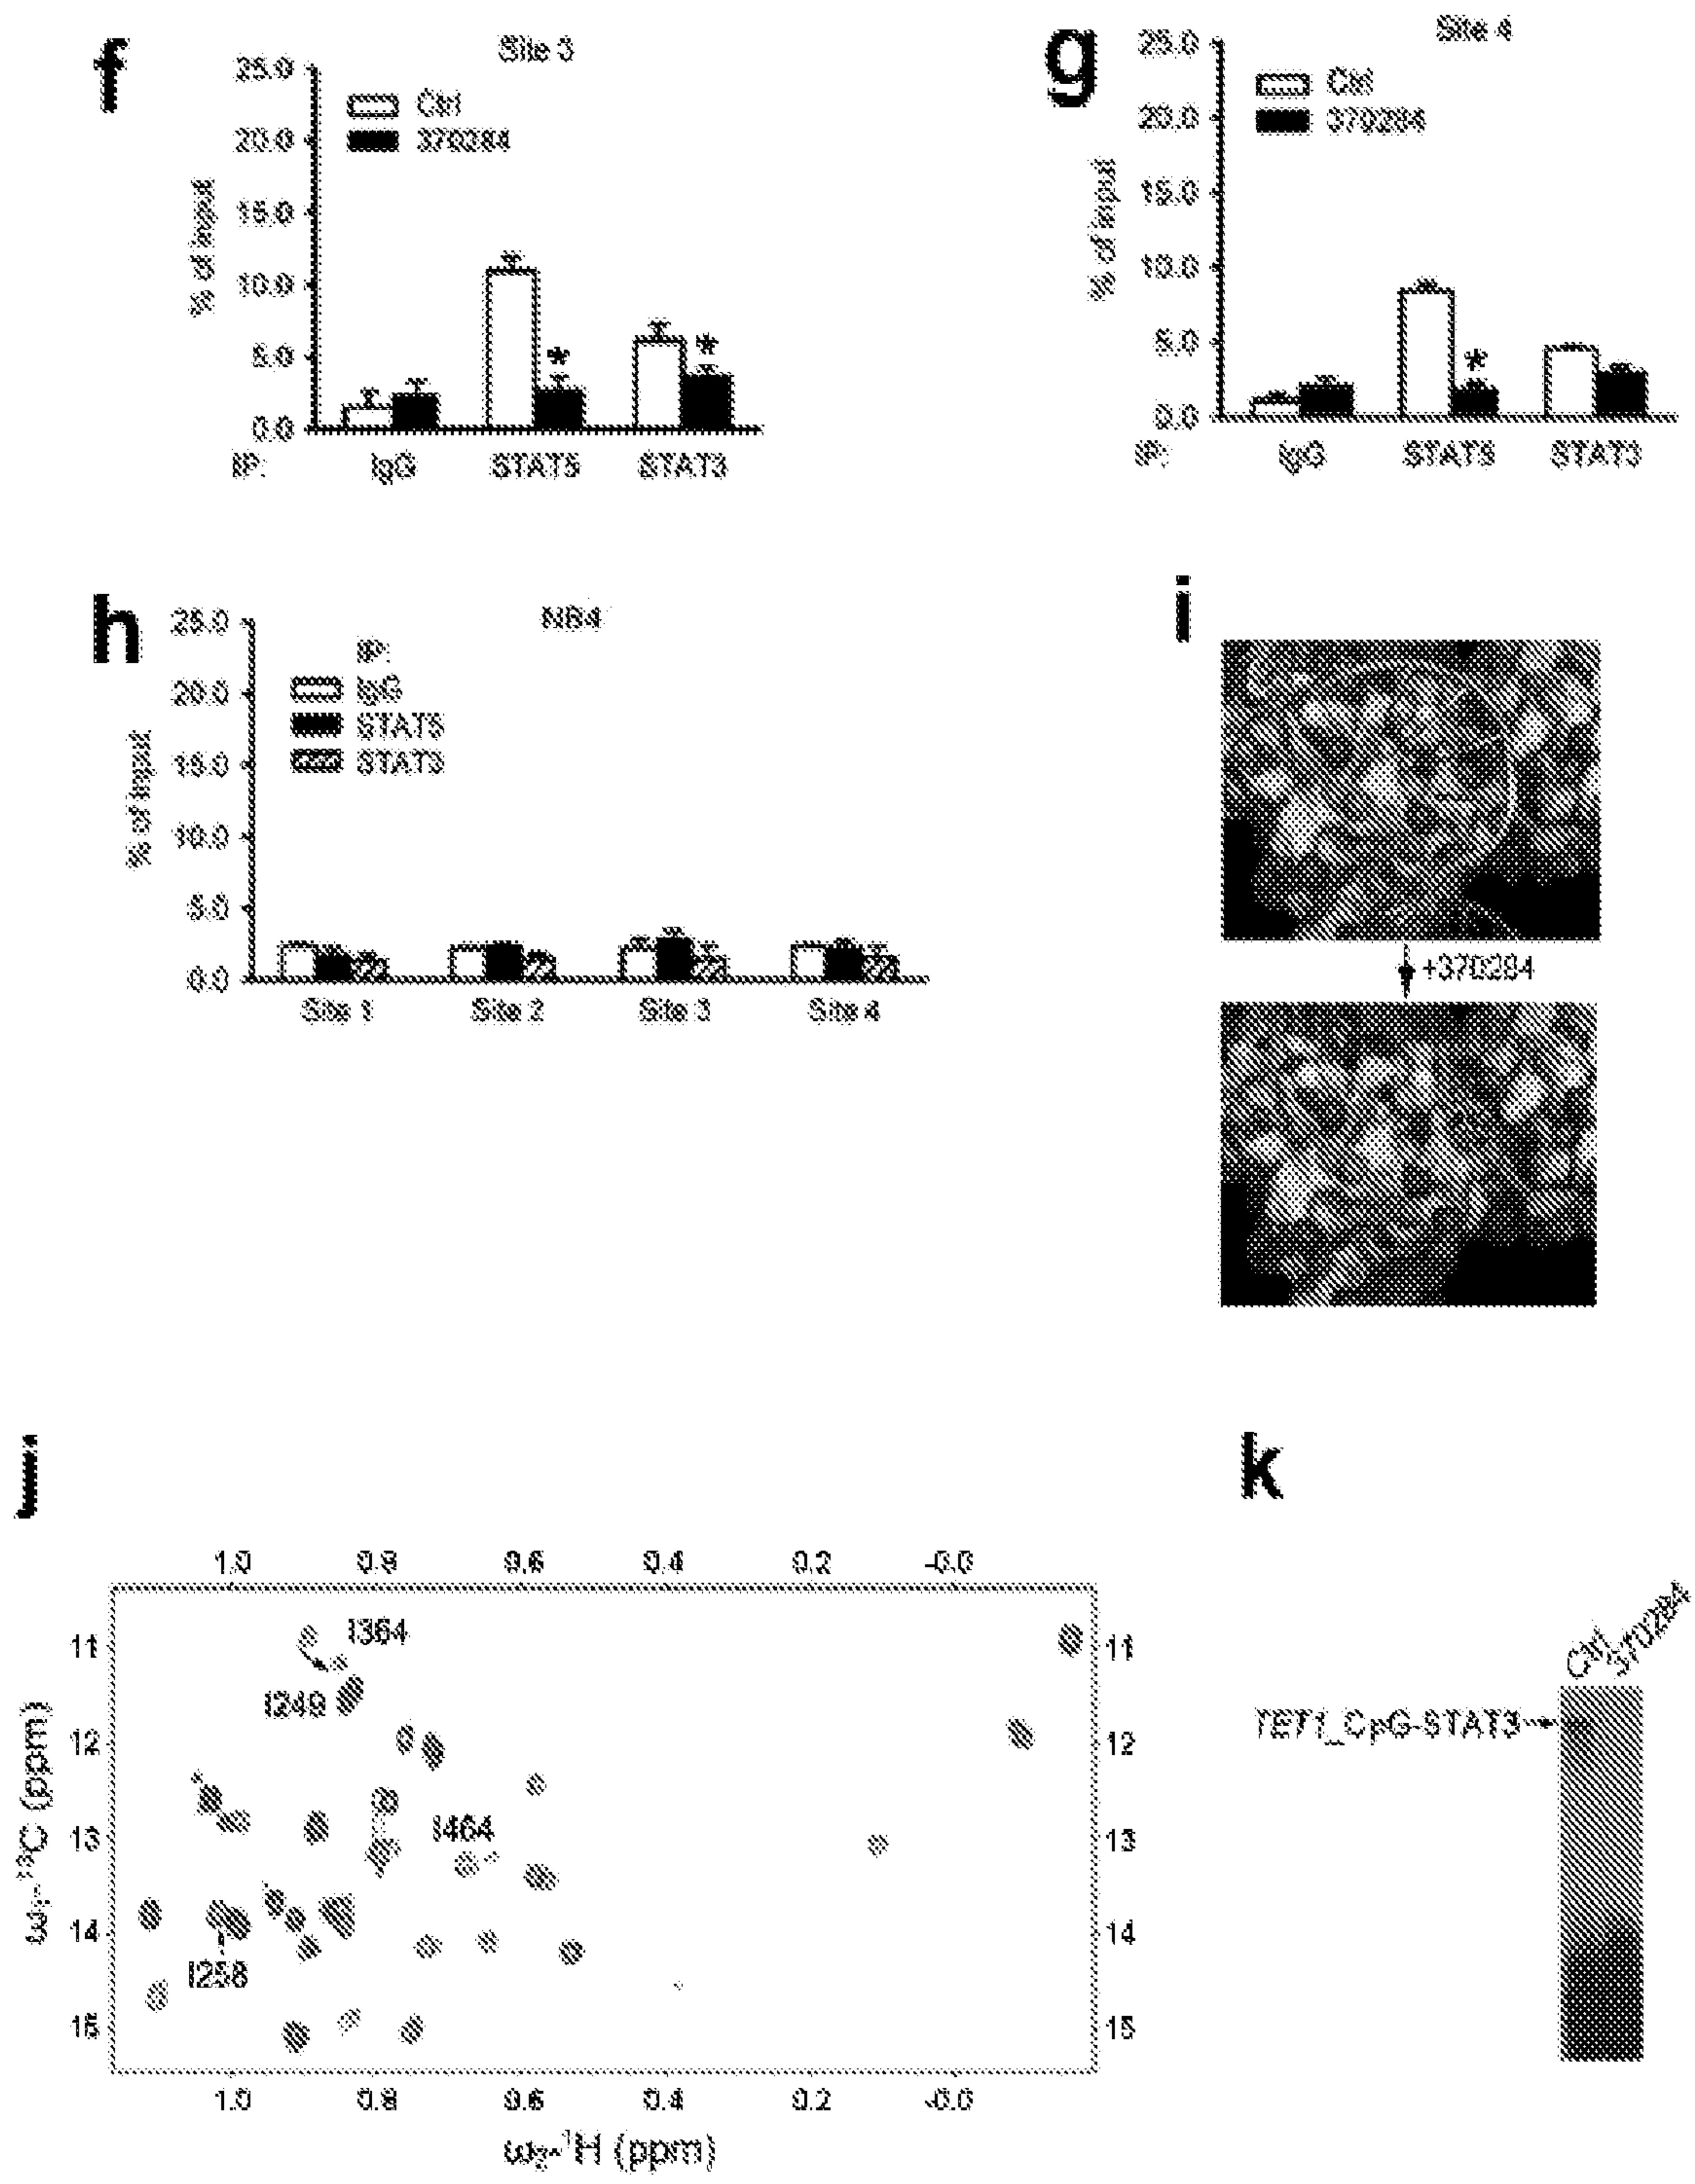 f
Site 3
25.0
20.0
15.0
10.0
5.0
0.0
% of input
Ctrl
370284
*
*
IP:
IgG
STAT5
STAT3
g
Site 4
25.0
20.0
15.0
10.0
5.0
0.0
% of input
Ctrl
370284
*
IP:
IgG
STAT5
STAT3
h
NB4
25.0
20.0
15.0
10.0
5.0
0.0
% of input
IP:
IgG
STAT5
STAT3
Site 1
Site 2
Site 3
Site 4
i
+370284
j
1.0 0.8 0.6 0.4 0.2 -0.0
11
12
13
14
15
ω₁-¹³C (ppm)
I364
I249
I464
I258
11
12
13
14
15
1.0 0.8 0.6 0.4 0.2 -0.0
ω₂-¹H (ppm)
k
Ctrl
370284
TET1_CpG-STAT3